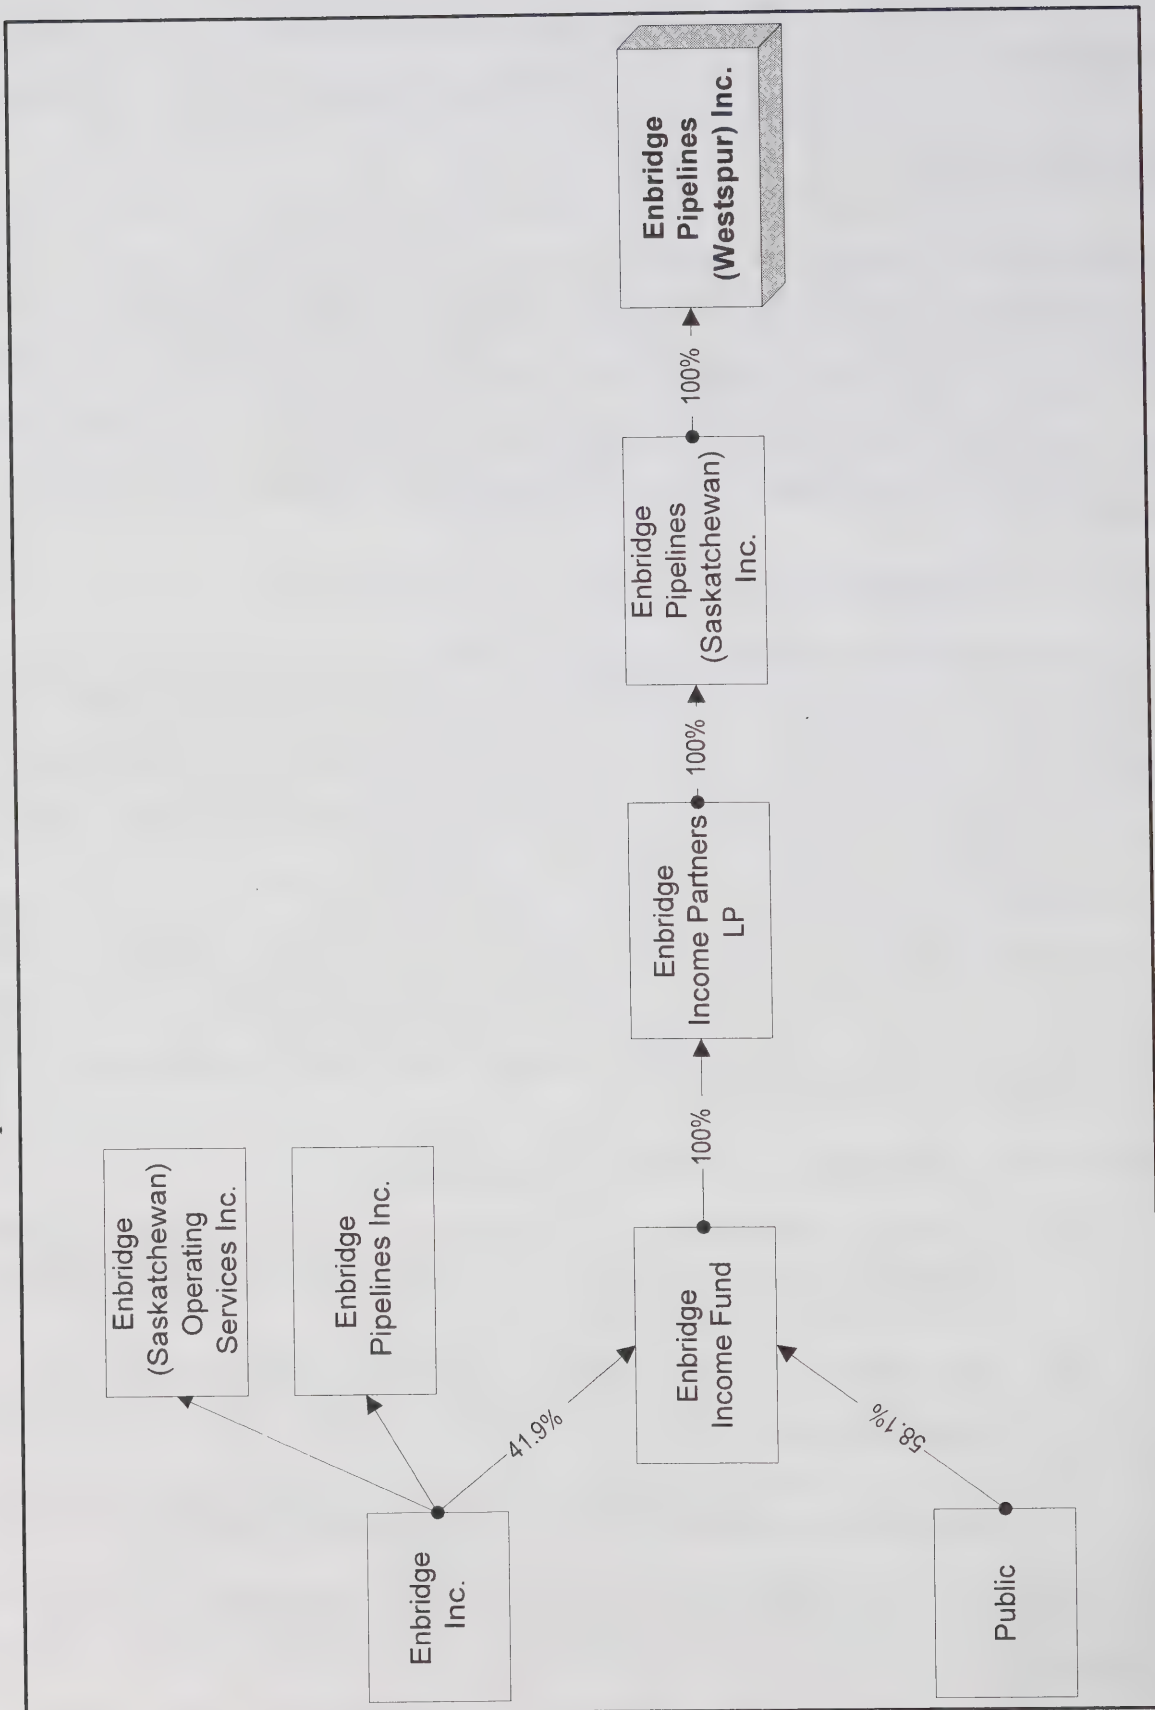 Enbridge
Inc.
Public
41.9%
58.1%
Enbridge
(Saskatchewan)
Operating
Services Inc.
Enbridge
Pipelines Inc.
Enbridge
Income Fund
100%
Enbridge
Income Partners
LP
100%
Enbridge
Pipelines
(Saskatchewan)
Inc.
100%
Enbridge
Pipelines
(Westspur) Inc.